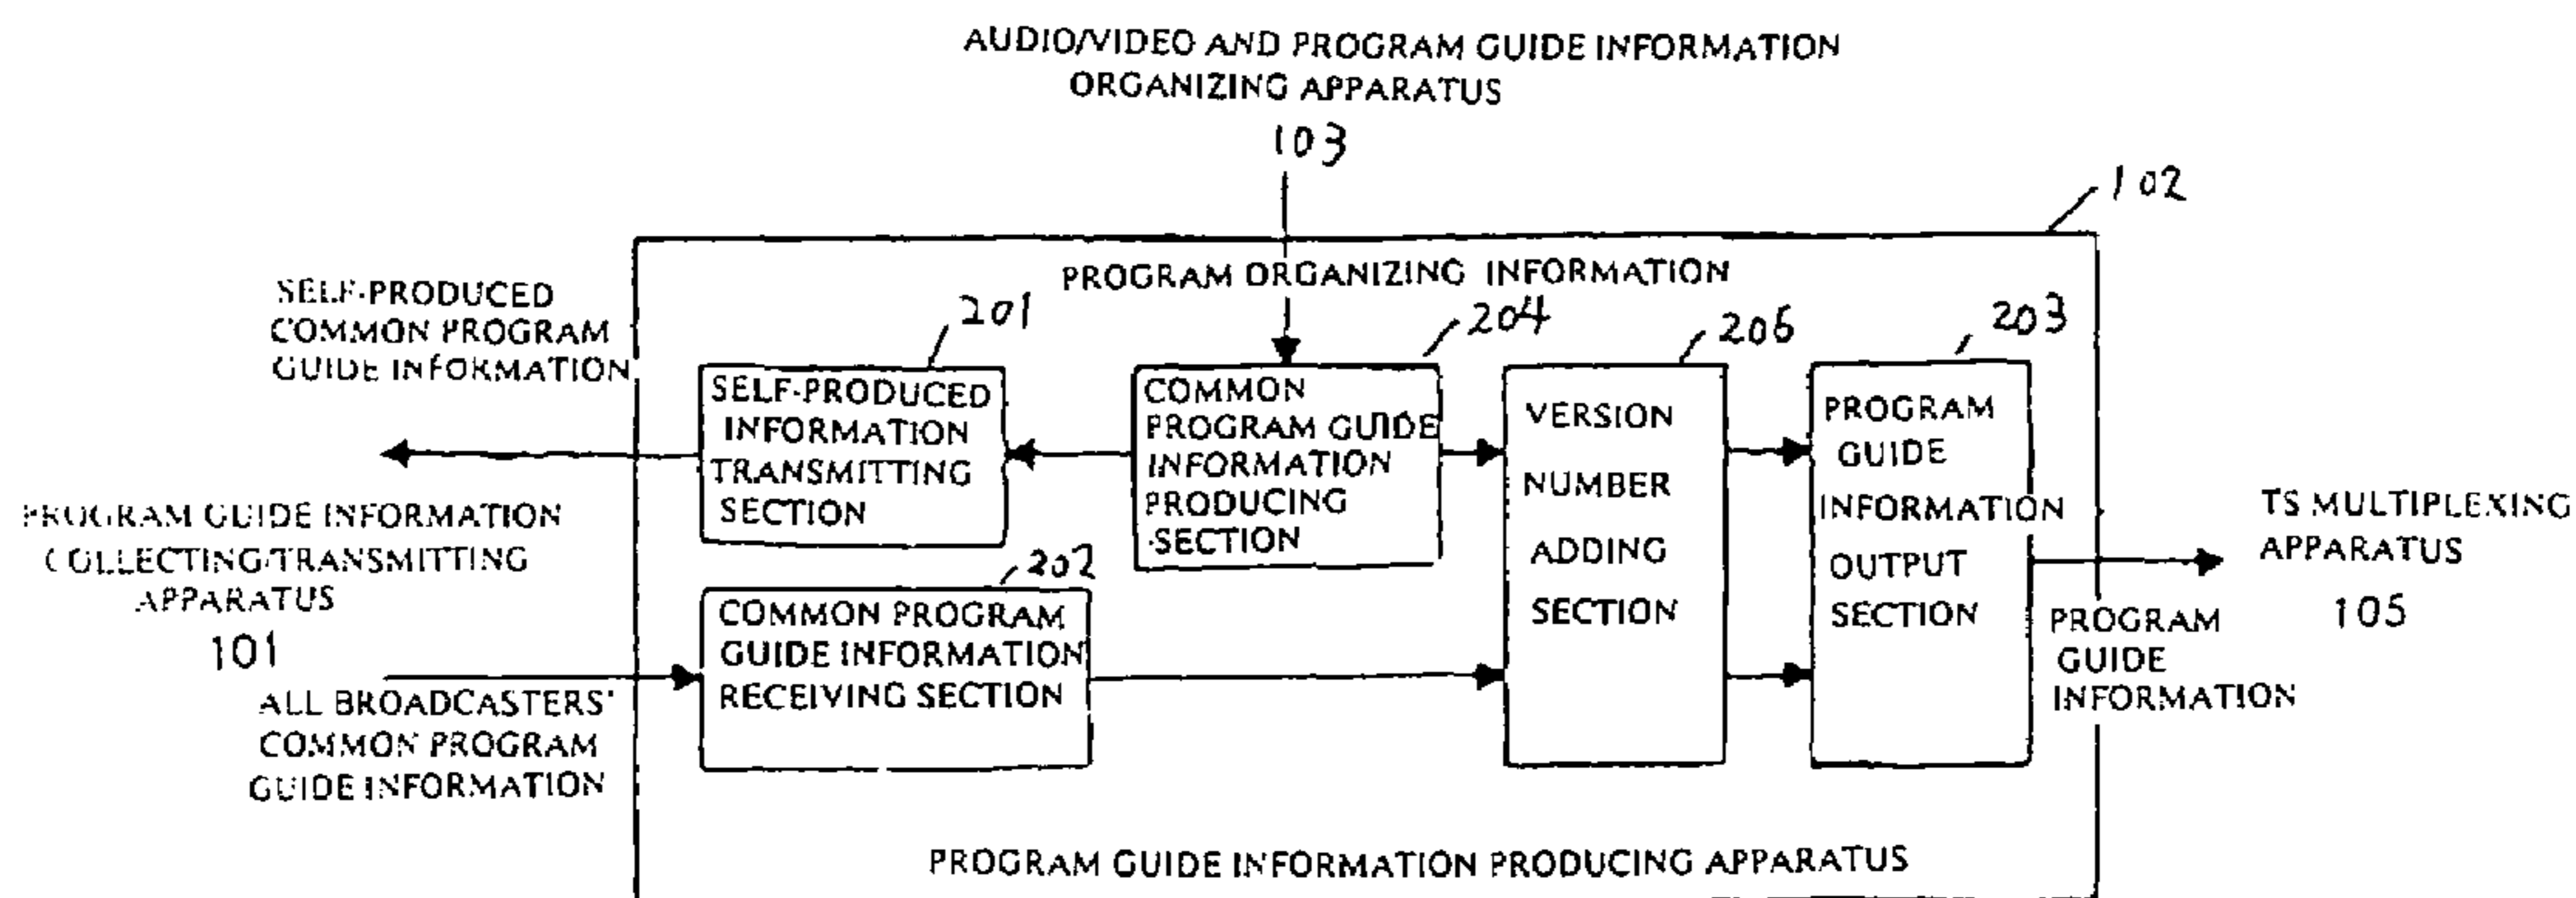 AUDIO/VIDEO AND PROGRAM GUIDE INFORMATION
ORGANIZING APPARATUS
103
102
PROGRAM ORGANIZING INFORMATION
SELF-PRODUCED
COMMON PROGRAM
GUIDE INFORMATION
201
SELF-PRODUCED
INFORMATION
TRANSMITTING
SECTION
204
COMMON
PROGRAM GUIDE
INFORMATION
PRODUCING
SECTION
206
VERSION
NUMBER
ADDING
SECTION
203
PROGRAM
GUIDE
INFORMATION
OUTPUT
SECTION
PROGRAM GUIDE INFORMATION
COLLECTING/TRANSMITTING
APPARATUS
101
ALL BROADCASTERS'
COMMON PROGRAM
GUIDE INFORMATION
202
COMMON PROGRAM
GUIDE INFORMATION
RECEIVING SECTION
TS MULTIPLEXING
APPARATUS
105
PROGRAM
GUIDE
INFORMATION
PROGRAM GUIDE INFORMATION PRODUCING APPARATUS